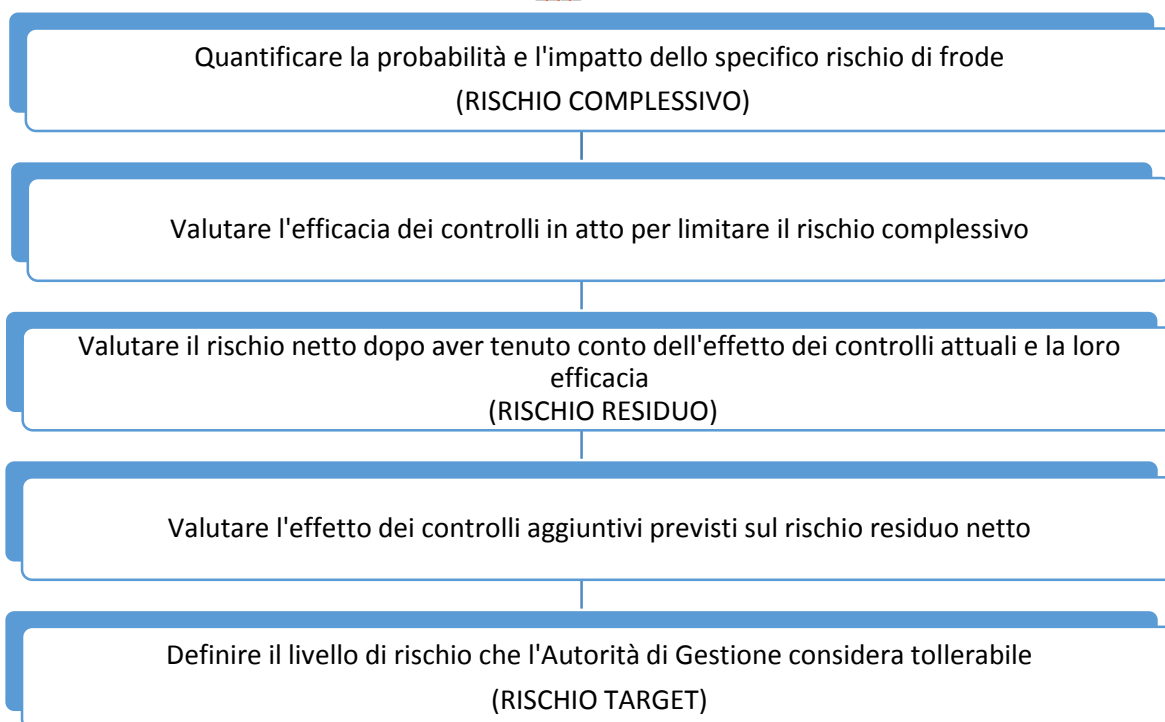 Quantificare la probabilità e l'impatto dello specifico rischio di frode
(RISCHIO COMPLESSIVO)
Valutare l'efficacia dei controlli in atto per limitare il rischio complessivo
Valutare il rischio netto dopo aver tenuto conto dell'effetto dei controlli attuali e la loro
efficacia
(RISCHIO RESIDUO)
Valutare l'effetto dei controlli aggiuntivi previsti sul rischio residuo netto
Definire il livello di rischio che l'Autorità di Gestione considera tollerabile
(RISCHIO TARGET)